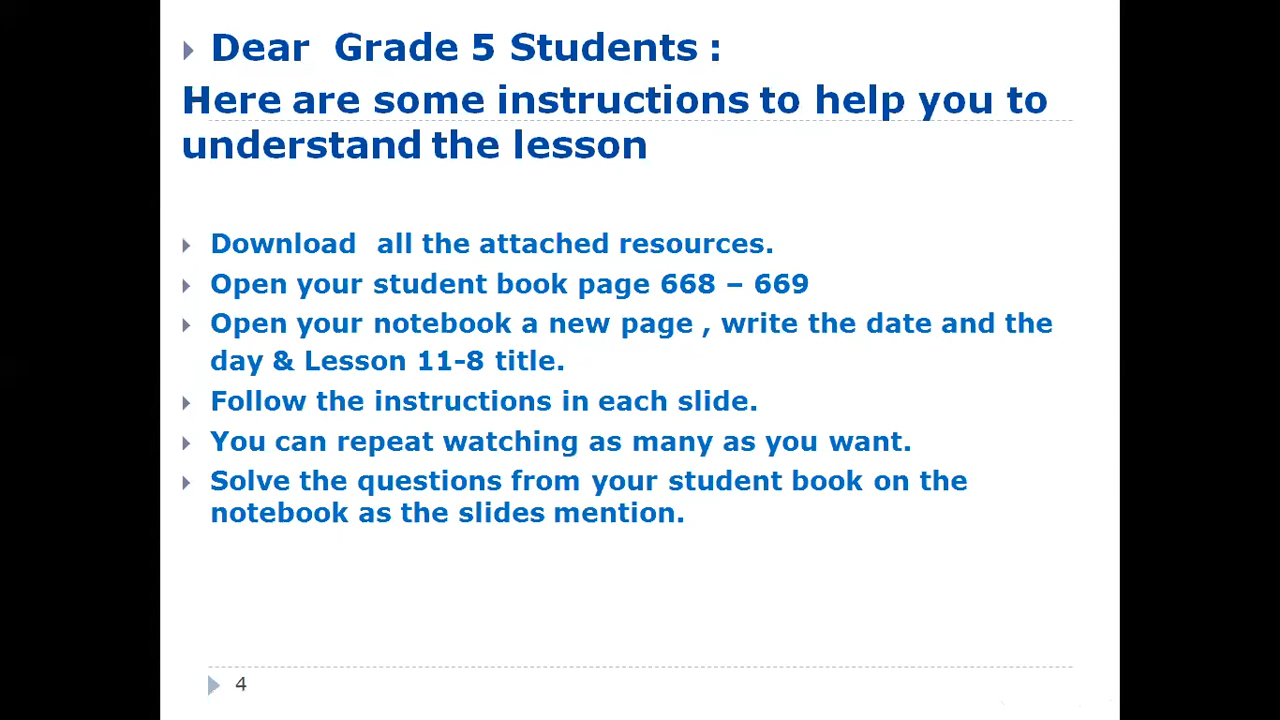 Dear Grade 5 Students :
Here are some instructions to help you to
understand the lesson
Download all the attached resources.
Open your student book page 668 – 669
Open your notebook a new page , write the date and the
day & Lesson 11-8 title.
Follow the instructions in each slide.
You can repeat watching as many as you want.
Solve the questions from your student book on the
notebook as the slides mention.
4